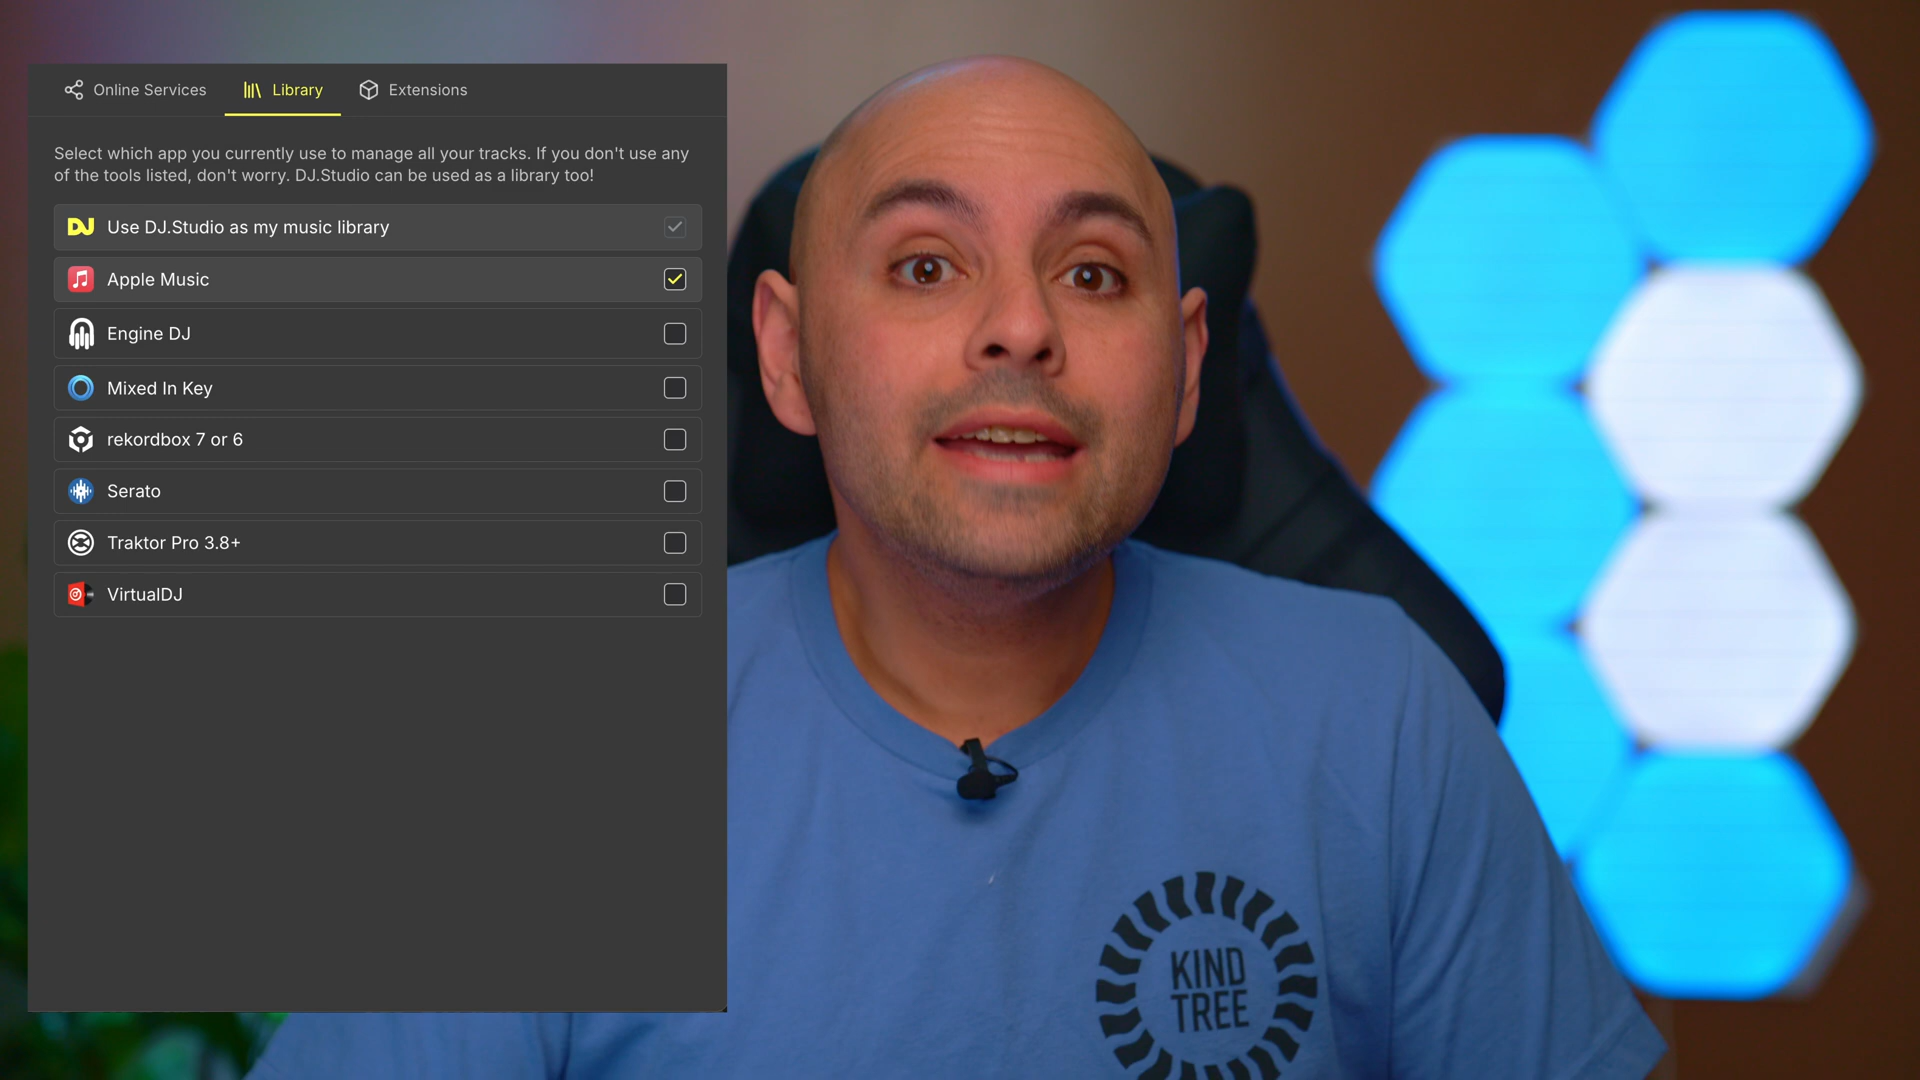 Online Services
Library
Extensions
Select which app you currently use to manage all your tracks. If you don't use any
of the tools listed, don't worry. DJ.Studio can be used as a library too!
DJ Use DJ.Studio as my music library
Apple Music
Engine DJ
Mixed In Key
rekordbox 7 or 6
Serato
Traktor Pro 3.8+
VirtualDJ
KIND
TREE